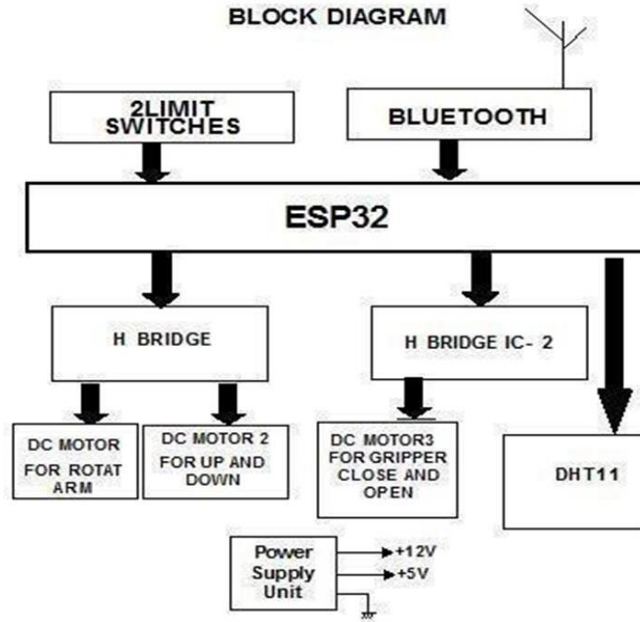 BLOCK DIAGRAM
2LIMIT
SWITCHES
BLUETOOTH
ESP32
H BRIDGE
H BRIDGE IC- 2
DC MOTOR
FOR ROTAT
ARM
DC MOTOR 2
FOR UP AND
DOWN
DC MOTOR3
FOR GRIPPER
CLOSE AND
OPEN
DHT11
Power
Supply
Unit
+12V
+5V